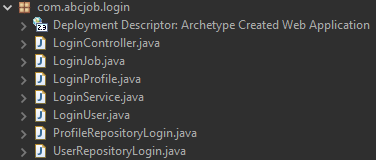 com.abcjob.login
Deployment Descriptor: Archetype Created Web Application
LoginController.java
LoginJob.java
LoginProfile.java
LoginService.java
LoginUser.java
ProfileRepositoryLogin.java
UserRepositoryLogin.java